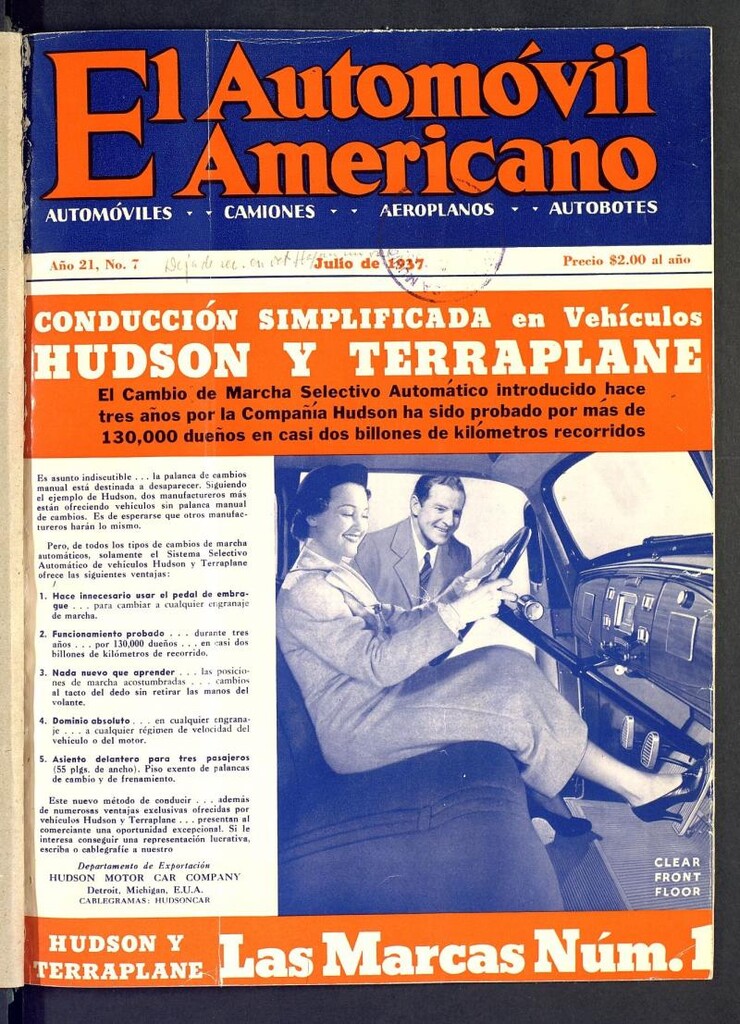 El Automóvil
Americano
AUTOMÓVILES - - CAMIONES - - AEROPLANOS - - AUTOBOTES
Año 21, No. 7 Julio de 1937 Precio $2.00 al año
CONDUCCIÓN SIMPLIFICADA en Vehículos
HUDSON Y TERRAPLANE
El Cambio de Marcha Selectivo Automático introducido hace
tres años por la Compañía Hudson ha sido probado por más de
130,000 dueños en casi dos billones de kilómetros recorridos
Es asunto indiscutible . . . la palanca de cambios
manual está destinada a desaparecer. Siguiendo
el ejemplo de Hudson, dos manufactureros más
están ofreciendo vehículos sin palanca manual
de cambios. Es de esperarse que otros manufac-
tureros harán lo mismo.
Pero, de todos los tipos de cambios de marcha
automáticos, solamente el Sistema Selectivo
Automático de vehículos Hudson y Terraplane
ofrece las siguientes ventajas:
1. Hace innecesario usar el pedal de embra-
gue . . . para cambiar a cualquier engranaje
de marcha.
2. Funcionamiento probado . . . durante tres
años . . . por 130,000 dueños . . . en casi dos
billones de kilómetros de recorrido.
3. Nada nuevo que aprender . . . las posicio-
nes de marcha acostumbradas . . . cambios
al tacto del dedo sin retirar las manos del
volante.
4. Dominio absoluto . . . en cualquier engrana-
je . . . a cualquier régimen de velocidad del
vehículo o del motor.
5. Asiento delantero para tres pasajeros
(55 plgs. de ancho). Piso exento de palancas
de cambio y de frenamiento.
Este nuevo método de conducir . . . además
de numerosas ventajas exclusivas ofrecidas por
vehículos Hudson y Terraplane . . . presentan al
comerciante una oportunidad excepcional. Si le
interesa conseguir una representación lucrativa,
escriba o cablegrafíe a nuestro
Departamento de Exportación
HUDSON MOTOR CAR COMPANY
Detroit, Michigan, E.U.A.
CABLEGRAMAS: HUDSONCAR
CLEAR
FRONT
FLOOR
HUDSON Y
TERRAPLANE
Las Marcas Núm. 1